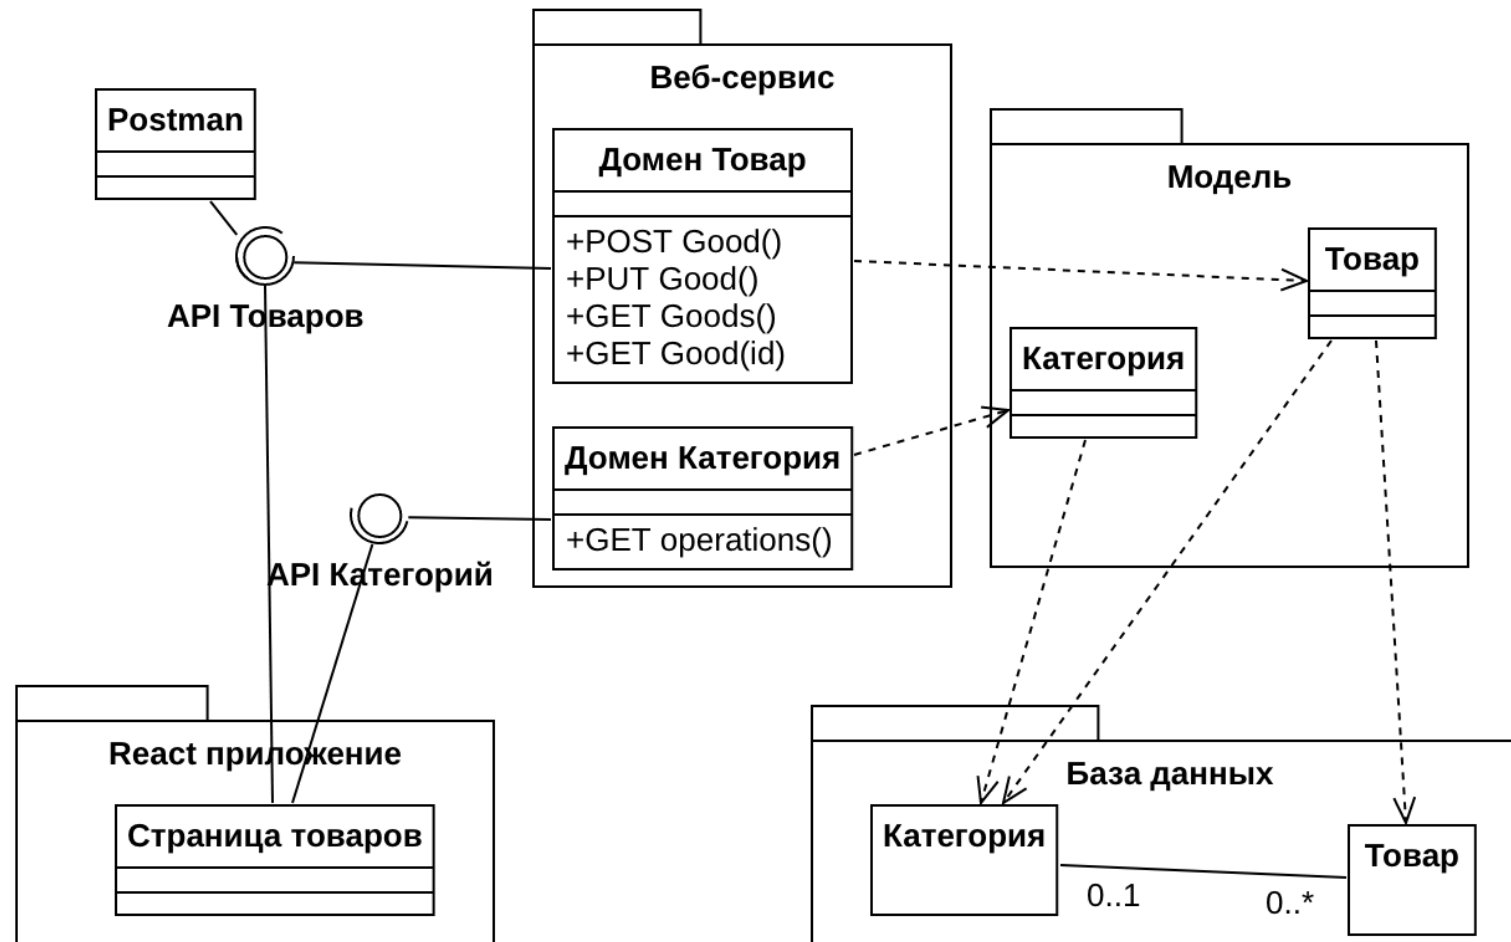 Веб-сервис
Postman
Домен Товар
Модель
+POST Good()
+PUT Good()
+GET Goods()
+GET Good(id)
Товар
API Товаров
Категория
Домен Категория
+GET operations()
API Категорий
React приложение
База данных
Страница товаров
Категория
Товар
0..1
0..*